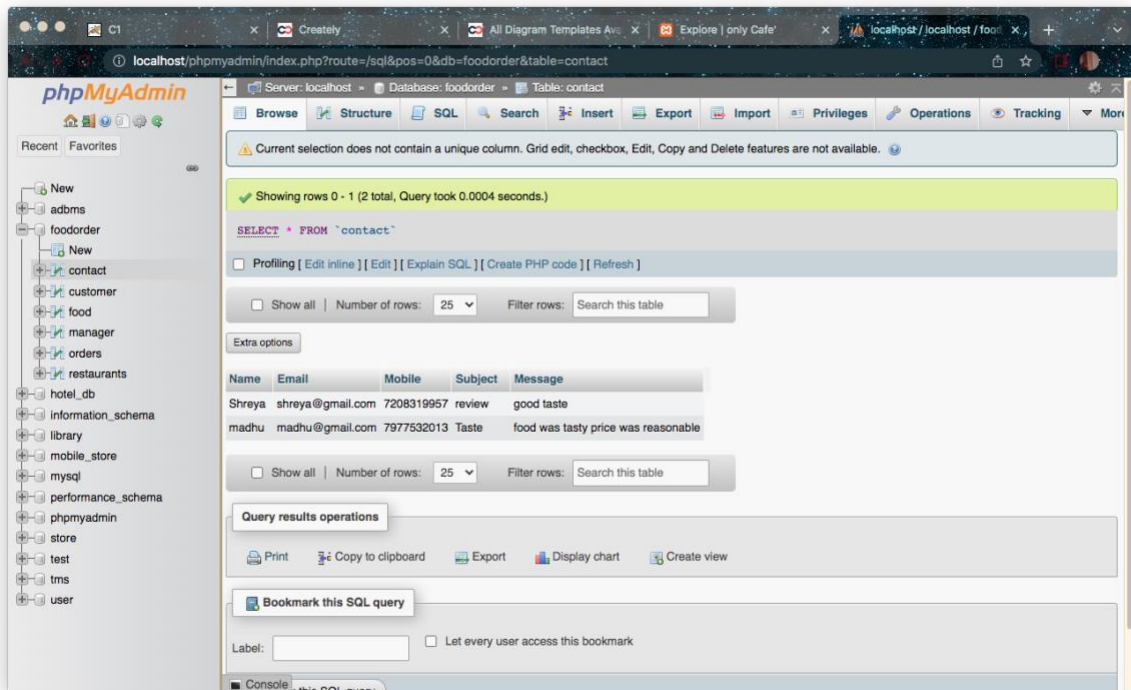 C1
Creately
All Diagram Templates Ava
Explore | only Cafe'
localhost / localhost / food
localhost/phpmyadmin/index.php?route=/sql&pos=0&db=foodorder&table=contact
phpMyAdmin
Recent Favorites
New
adbms
foodorder
New
contact
customer
food
manager
orders
restaurants
hotel_db
information_schema
library
mobile_store
mysql
performance_schema
phpmyadmin
store
test
tms
user
Server: localhost » Database: foodorder » Table: contact
Browse Structure SQL Search Insert Export Import Privileges Operations Tracking More
Current selection does not contain a unique column. Grid edit, checkbox, Edit, Copy and Delete features are not available.
Showing rows 0 - 1 (2 total, Query took 0.0004 seconds.)
SELECT * FROM `contact`
Profiling [ Edit inline ] [ Edit ] [ Explain SQL ] [ Create PHP code ] [ Refresh ]
Show all | Number of rows: 25 Filter rows: Search this table
Extra options
Name Email Mobile Subject Message
Shreya shreya@gmail.com 7208319957 review good taste
madhu madhu@gmail.com 7977532013 Taste food was tasty price was reasonable
Show all | Number of rows: 25 Filter rows: Search this table
Query results operations
Print Copy to clipboard Export Display chart Create view
Bookmark this SQL query
Label: Let every user access this bookmark
Console this SQL query